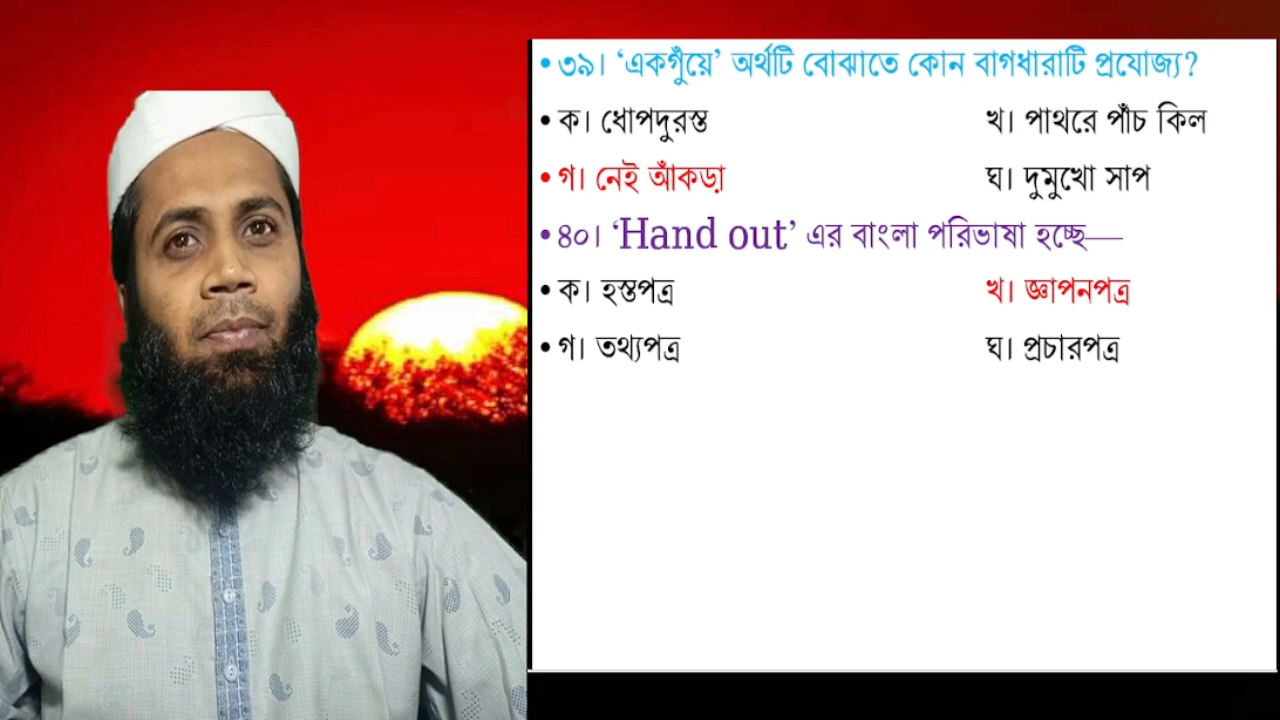 • ৩৯। ‘একগুঁয়ে’ অর্থটি বোঝাতে কোন বাগধারাটি প্রযোজ্য?
• ক। ধোপদুরস্ত খ। পাথরে পাঁচ কিল
• গ। নেই আঁকড়া ঘ। দুমুখো সাপ
• ৪০। ‘Hand out’ এর বাংলা পরিভাষা হচ্ছে—
• ক। হস্তপত্র খ। জ্ঞাপনপত্র
• গ। তথ্যপত্র ঘ। প্রচারপত্র